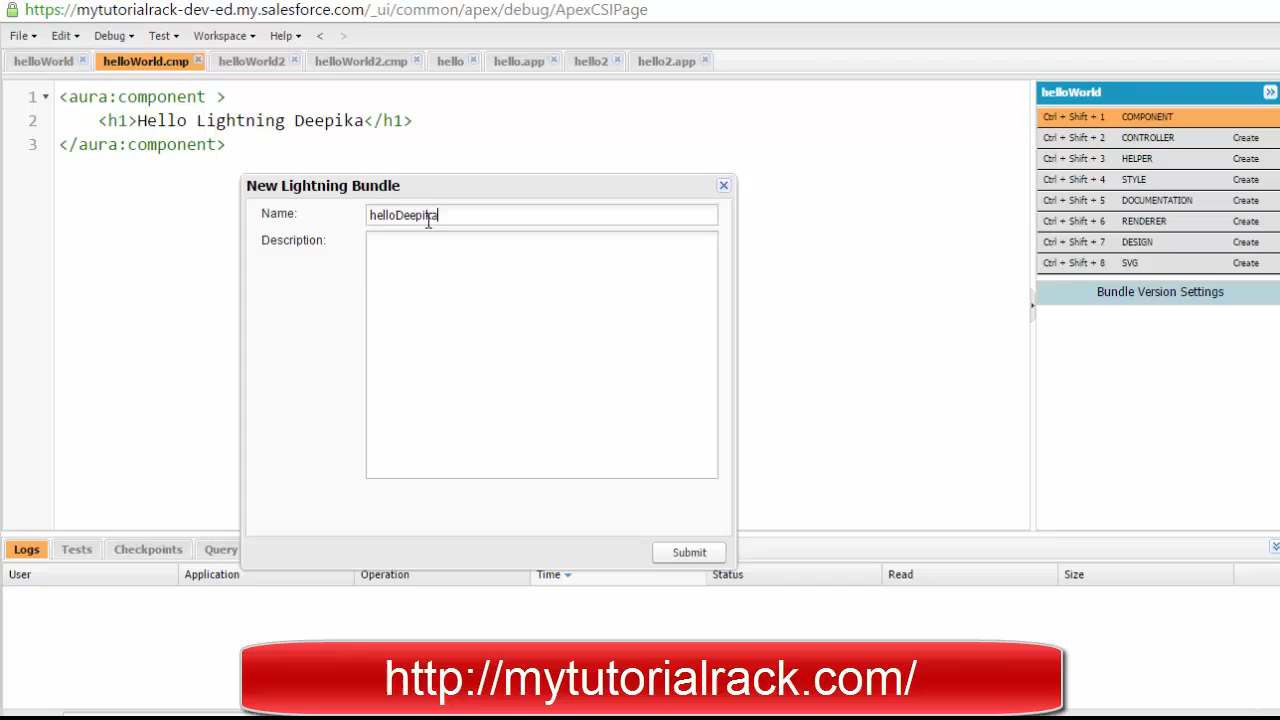 https://mytutorialrack-dev-ed.my.salesforce.com/_ui/common/apex/debug/ApexCSIPage
File Edit Debug Test Workspace Help < >
helloWorld helloWorld.cmp helloWorld2 helloWorld2.cmp hello hello.app hello2 hello2.app
1 <aura:component >
2 <h1>Hello Lightning Deepika</h1>
3 </aura:component>
New Lightning Bundle
Name: helloDeepika
Description:
Submit
helloWorld
Ctrl + Shift + 1 COMPONENT
Ctrl + Shift + 2 CONTROLLER Create
Ctrl + Shift + 3 HELPER Create
Ctrl + Shift + 4 STYLE Create
Ctrl + Shift + 5 DOCUMENTATION Create
Ctrl + Shift + 6 RENDERER Create
Ctrl + Shift + 7 DESIGN Create
Ctrl + Shift + 8 SVG Create
Bundle Version Settings
Logs Tests Checkpoints Query
User Application Operation Time Status Read Size
http://mytutorialrack.com/